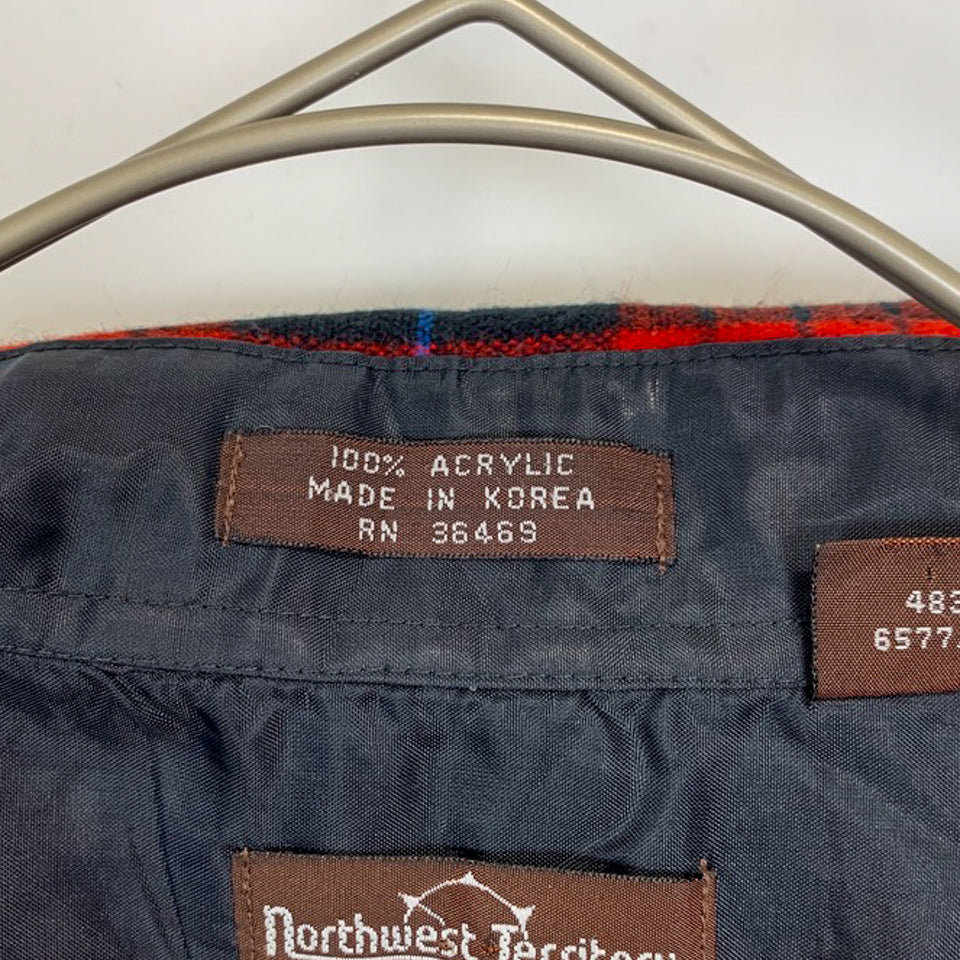 100% ACRYLIC
MADE IN KOREA
RN 36469
483
6577
Northwest Territory